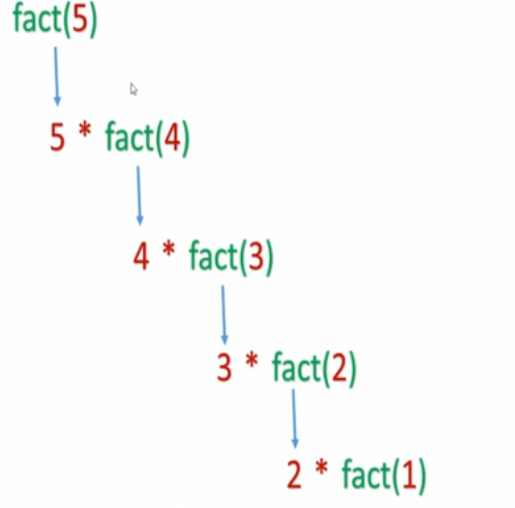 fact(5)
5 * fact(4)
4 * fact(3)
3 * fact(2)
2 * fact(1)